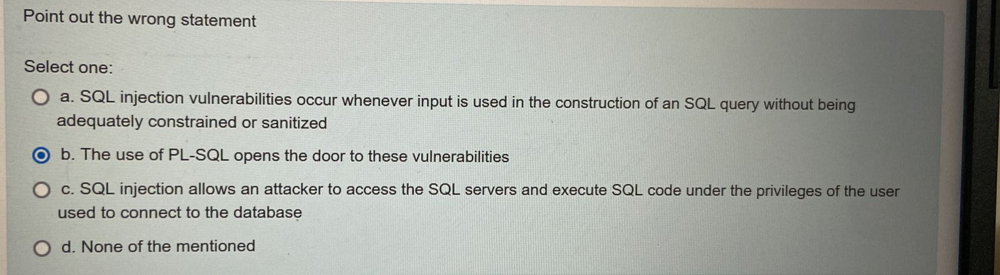 Point out the wrong statement
Select one:
a. SQL injection vulnerabilities occur whenever input is used in the construction of an SQL query without being
adequately constrained or sanitized
b. The use of PL-SQL opens the door to these vulnerabilities
c. SQL injection allows an attacker to access the SQL servers and execute SQL code under the privileges of the user
used to connect to the database
d. None of the mentioned